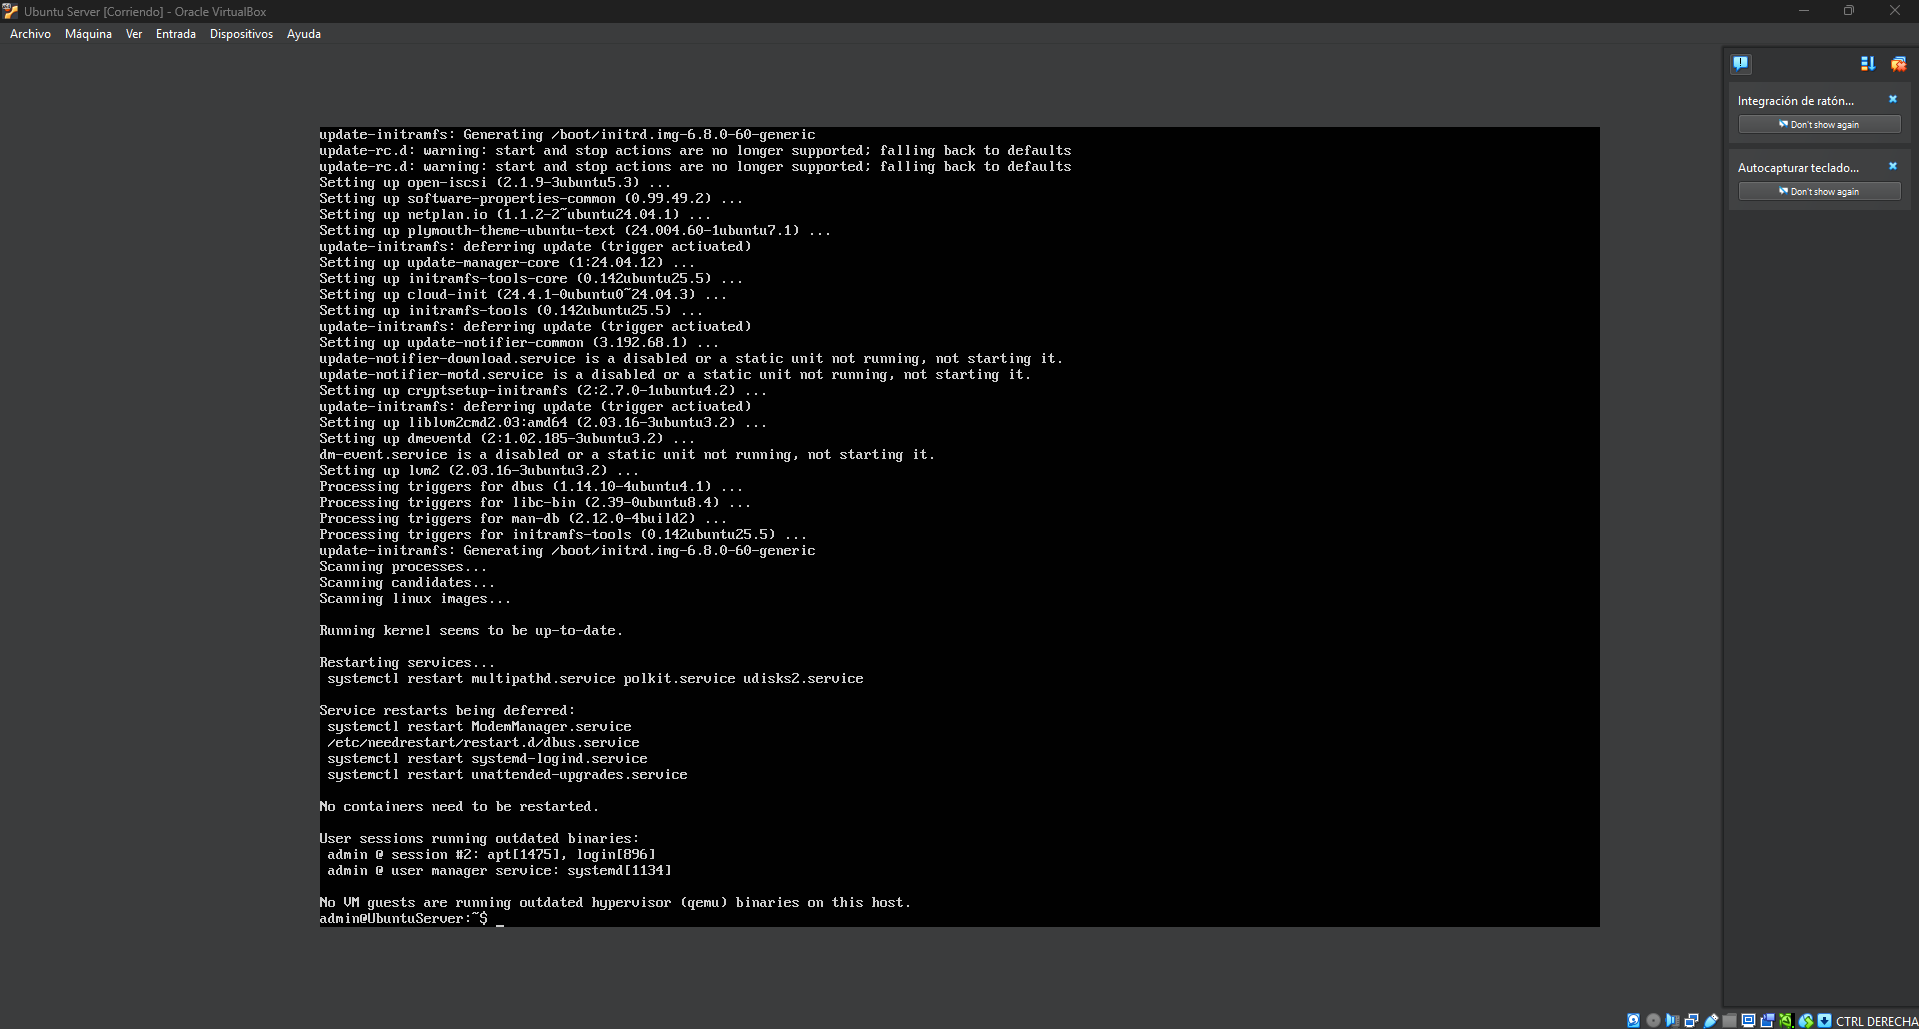 Ubuntu Server [Corriendo] - Oracle VirtualBox
Archivo Máquina Ver Entrada Dispositivos Ayuda
Integración de ratón...
Don't show again
Autocapturar teclado...
Don't show again
update-initramfs: Generating /boot/initrd.img-6.8.0-60-generic
update-rc.d: warning: start and stop actions are no longer supported; falling back to defaults
update-rc.d: warning: start and stop actions are no longer supported; falling back to defaults
Setting up open-iscsi (2.1.9-3ubuntu5.3) ...
Setting up software-properties-common (0.99.49.2) ...
Setting up netplan.io (1.1.2-2~ubuntu24.04.1) ...
Setting up plymouth-theme-ubuntu-text (24.004.60-1ubuntu7.1) ...
update-initramfs: deferring update (trigger activated)
Setting up update-manager-core (1:24.04.12) ...
Setting up initramfs-tools-core (0.142ubuntu25.5) ...
Setting up cloud-init (24.4.1-0ubuntu0~24.04.3) ...
Setting up initramfs-tools (0.142ubuntu25.5) ...
update-initramfs: deferring update (trigger activated)
Setting up update-notifier-common (3.192.68.1) ...
update-notifier-download.service is a disabled or a static unit not running, not starting it.
update-notifier-motd.service is a disabled or a static unit not running, not starting it.
Setting up cryptsetup-initramfs (2:2.7.0-1ubuntu4.2) ...
update-initramfs: deferring update (trigger activated)
Setting up liblvm2cmd2.03:amd64 (2.03.16-3ubuntu3.2) ...
Setting up dmeventd (2:1.02.185-3ubuntu3.2) ...
dm-event.service is a disabled or a static unit not running, not starting it.
Setting up lvm2 (2.03.16-3ubuntu3.2) ...
Processing triggers for dbus (1.14.10-4ubuntu4.1) ...
Processing triggers for libc-bin (2.39-0ubuntu8.4) ...
Processing triggers for man-db (2.12.0-4build2) ...
Processing triggers for initramfs-tools (0.142ubuntu25.5) ...
update-initramfs: Generating /boot/initrd.img-6.8.0-60-generic
Scanning processes...
Scanning candidates...
Scanning linux images...
Running kernel seems to be up-to-date.
Restarting services...
systemctl restart multipathd.service polkit.service udisks2.service
Service restarts being deferred:
systemctl restart ModemManager.service
/etc/needrestart/restart.d/dbus.service
systemctl restart systemd-logind.service
systemctl restart unattended-upgrades.service
No containers need to be restarted.
User sessions running outdated binaries:
admin @ session #2: apt[1475], login[896]
admin @ user manager service: systemd[1134]
No VM guests are running outdated hypervisor (qemu) binaries on this host.
admin@UbuntuServer:~$ _
CTRL DERECHA